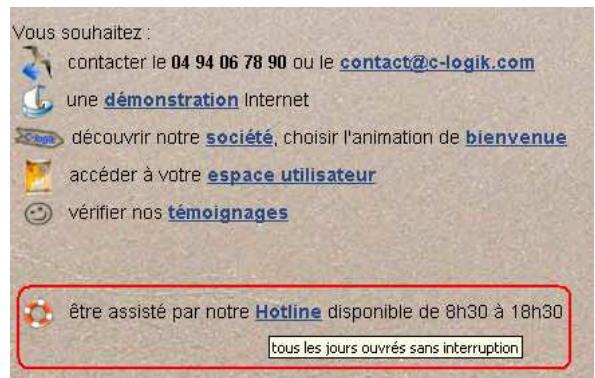 Vous souhaitez :
contacter le 04 94 06 78 90 ou le contact@c-logik.com
une démonstration Internet
découvrir notre société, choisir l'animation de bienvenue
accéder à votre espace utilisateur
vérifier nos témoignages
être assisté par notre Hotline disponible de 8h30 à 18h30
tous les jours ouvrés sans interruption